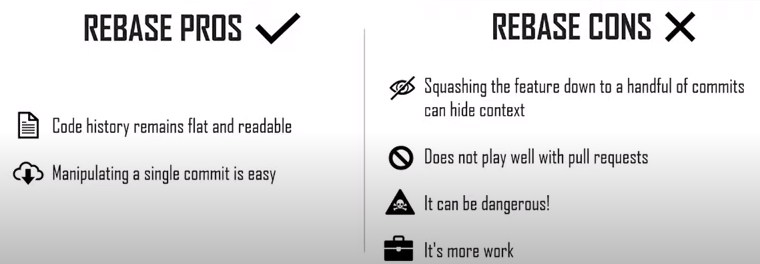 REBASE PROS
Code history remains flat and readable
Manipulating a single commit is easy
REBASE CONS
Squashing the feature down to a handful of commits
can hide context
Does not play well with pull requests
It can be dangerous!
It's more work